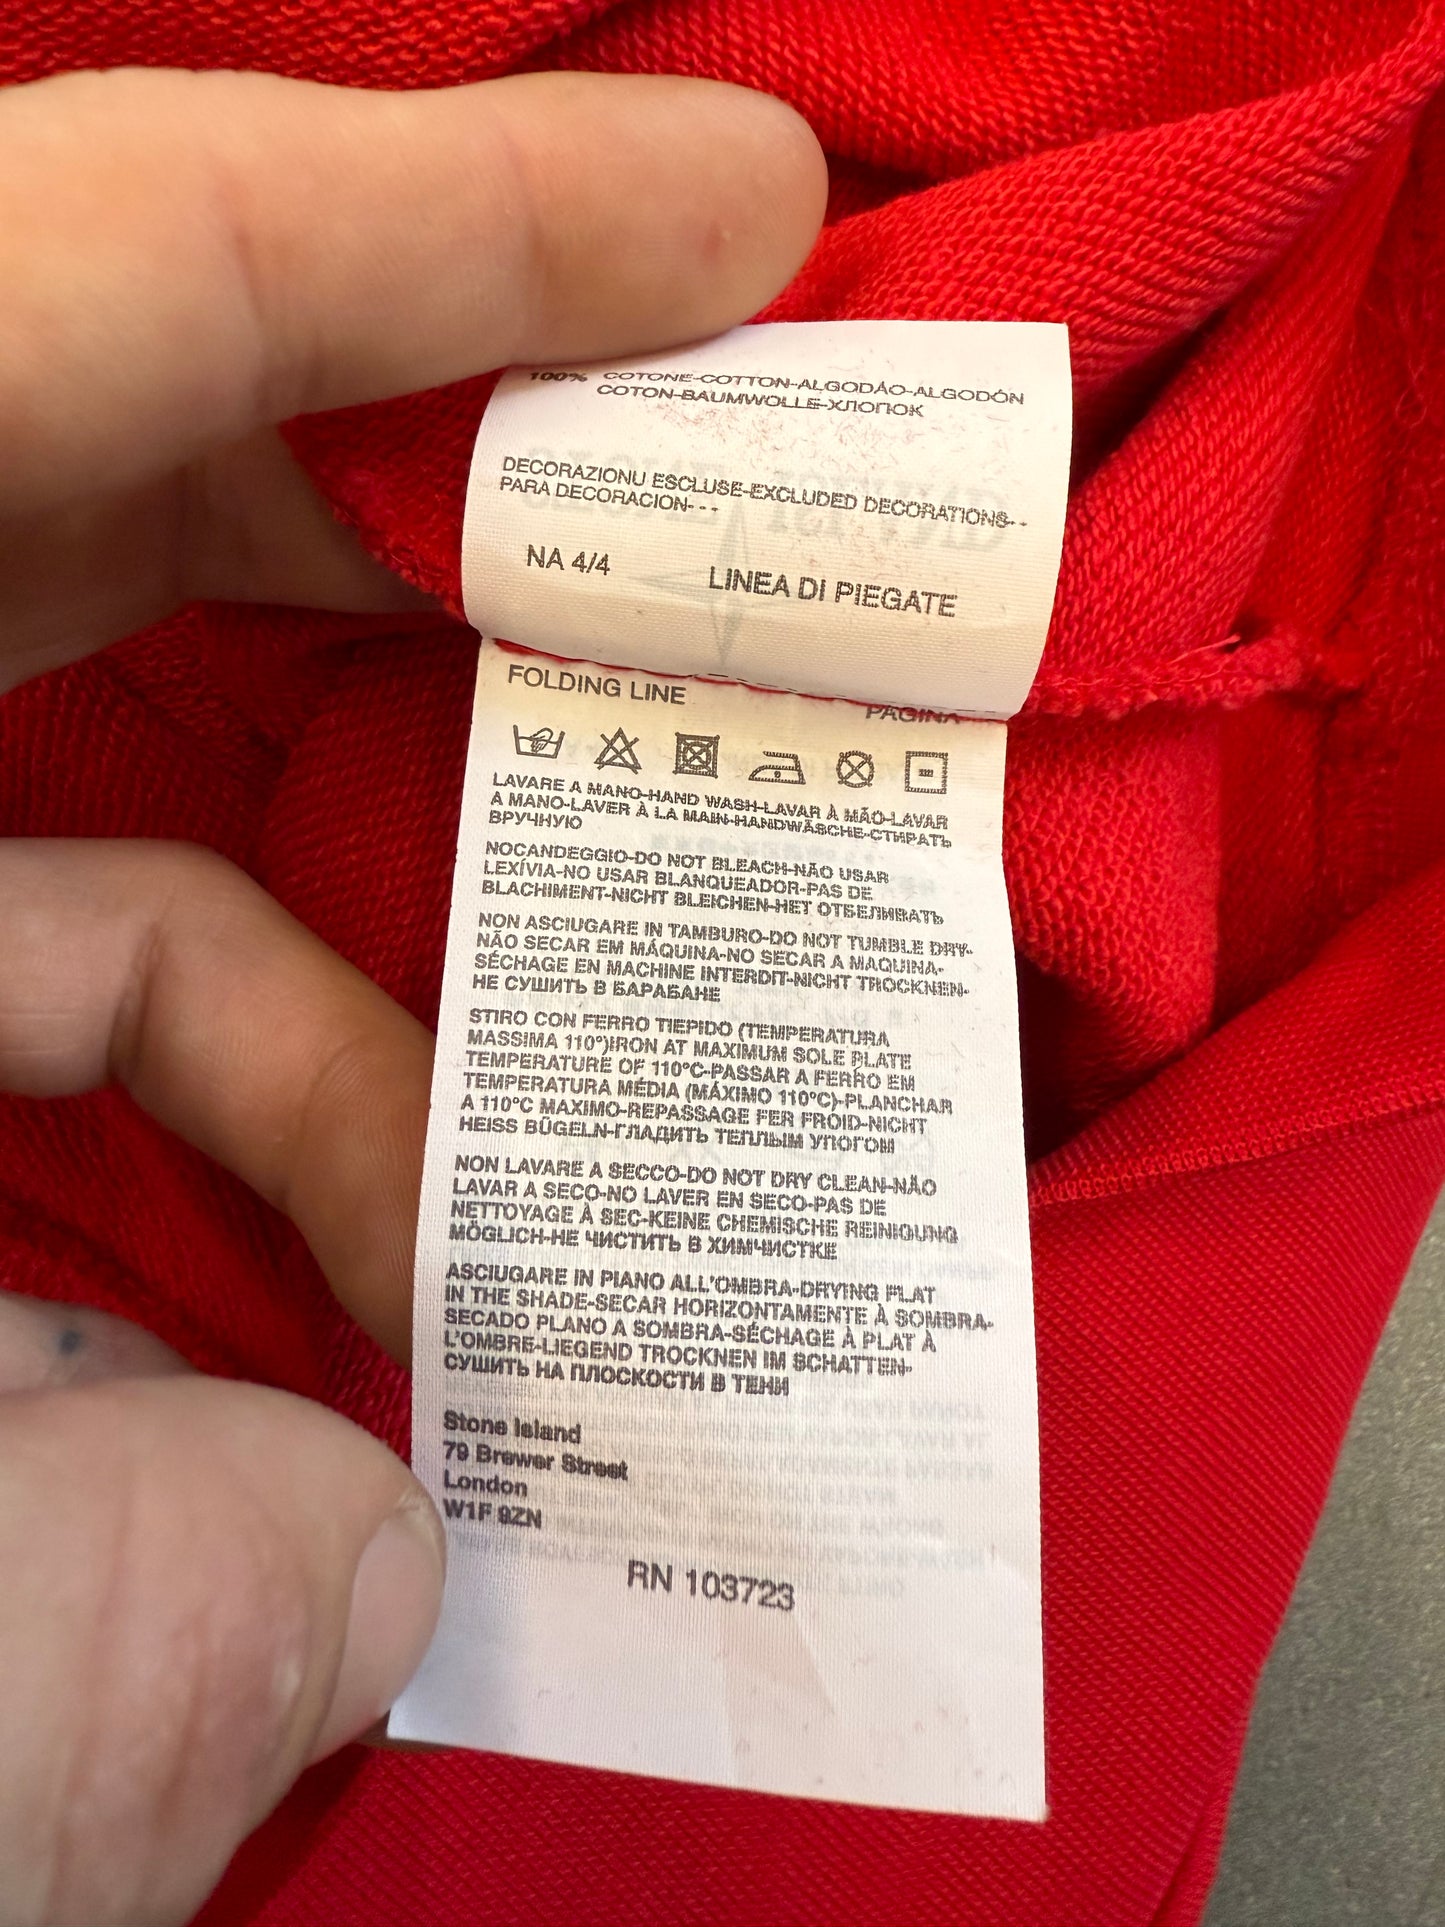 100% COTONE-COTTON-ALGODÁO-ALGODÓN
COTON-BAUMWOLLE-ХЛОПОК
DECORAZIONU ESCLUSE-EXCLUDED DECORATIONS--
PARA DECORACION---
NA 4/4 LINEA DI PIEGATE
FOLDING LINE PAGINA
LAVARE A MANO-HAND WASH-LAVAR À MÃO-LAVAR
A MANO-LAVER À LA MAIN-HANDWÄSCHE-СТИРАТЬ
ВРУЧНУЮ
NOCANDEGGIO-DO NOT BLEACH-NÃO USAR
LEXÍVIA-NO USAR BLANQUEADOR-PAS DE
BLACHIMENT-NICHT BLEICHEN-НЕТ ОТБЕЛИВАТЬ
NON ASCIUGARE IN TAMBURO-DO NOT TUMBLE DRY-
NÃO SECAR EM MÁQUINA-NO SECAR A MAQUINA-
SÉCHAGE EN MACHINE INTERDIT-NICHT TROCKNEN-
НЕ СУШИТЬ В БАРАБАНЕ
STIRO CON FERRO TIEPIDO (TEMPERATURA
MASSIMA 110°)IRON AT MAXIMUM SOLE PLATE
TEMPERATURE OF 110°C-PASSAR A FERRO EM
TEMPERATURA MÉDIA (MÁXIMO 110°C)-PLANCHAR
A 110°C MAXIMO-REPASSAGE FER FROID-NICHT
HEISS BÜGELN-ГЛАДИТЬ ТЕПЛЫМ УПОГОМ
NON LAVARE A SECCO-DO NOT DRY CLEAN-NÃO
LAVAR A SECO-NO LAVER EN SECO-PAS DE
NETTOYAGE À SEC-KEINE CHEMISCHE REINIGUNG
MÖGLICH-НЕ ЧИСТИТЬ В ХИМЧИСТКЕ
ASCIUGARE IN PIANO ALL'OMBRA-DRYING FLAT
IN THE SHADE-SECAR HORIZONTAMENTE À SOMBRA-
SECADO PLANO A SOMBRA-SÉCHAGE À PLAT À
L'OMBRE-LIEGEND TROCKNEN IM SCHATTEN-
СУШИТЬ НА ПЛОСКОСТИ В ТЕНИ
Stone Island
79 Brewer Street
London
W1F 9ZN
RN 103723